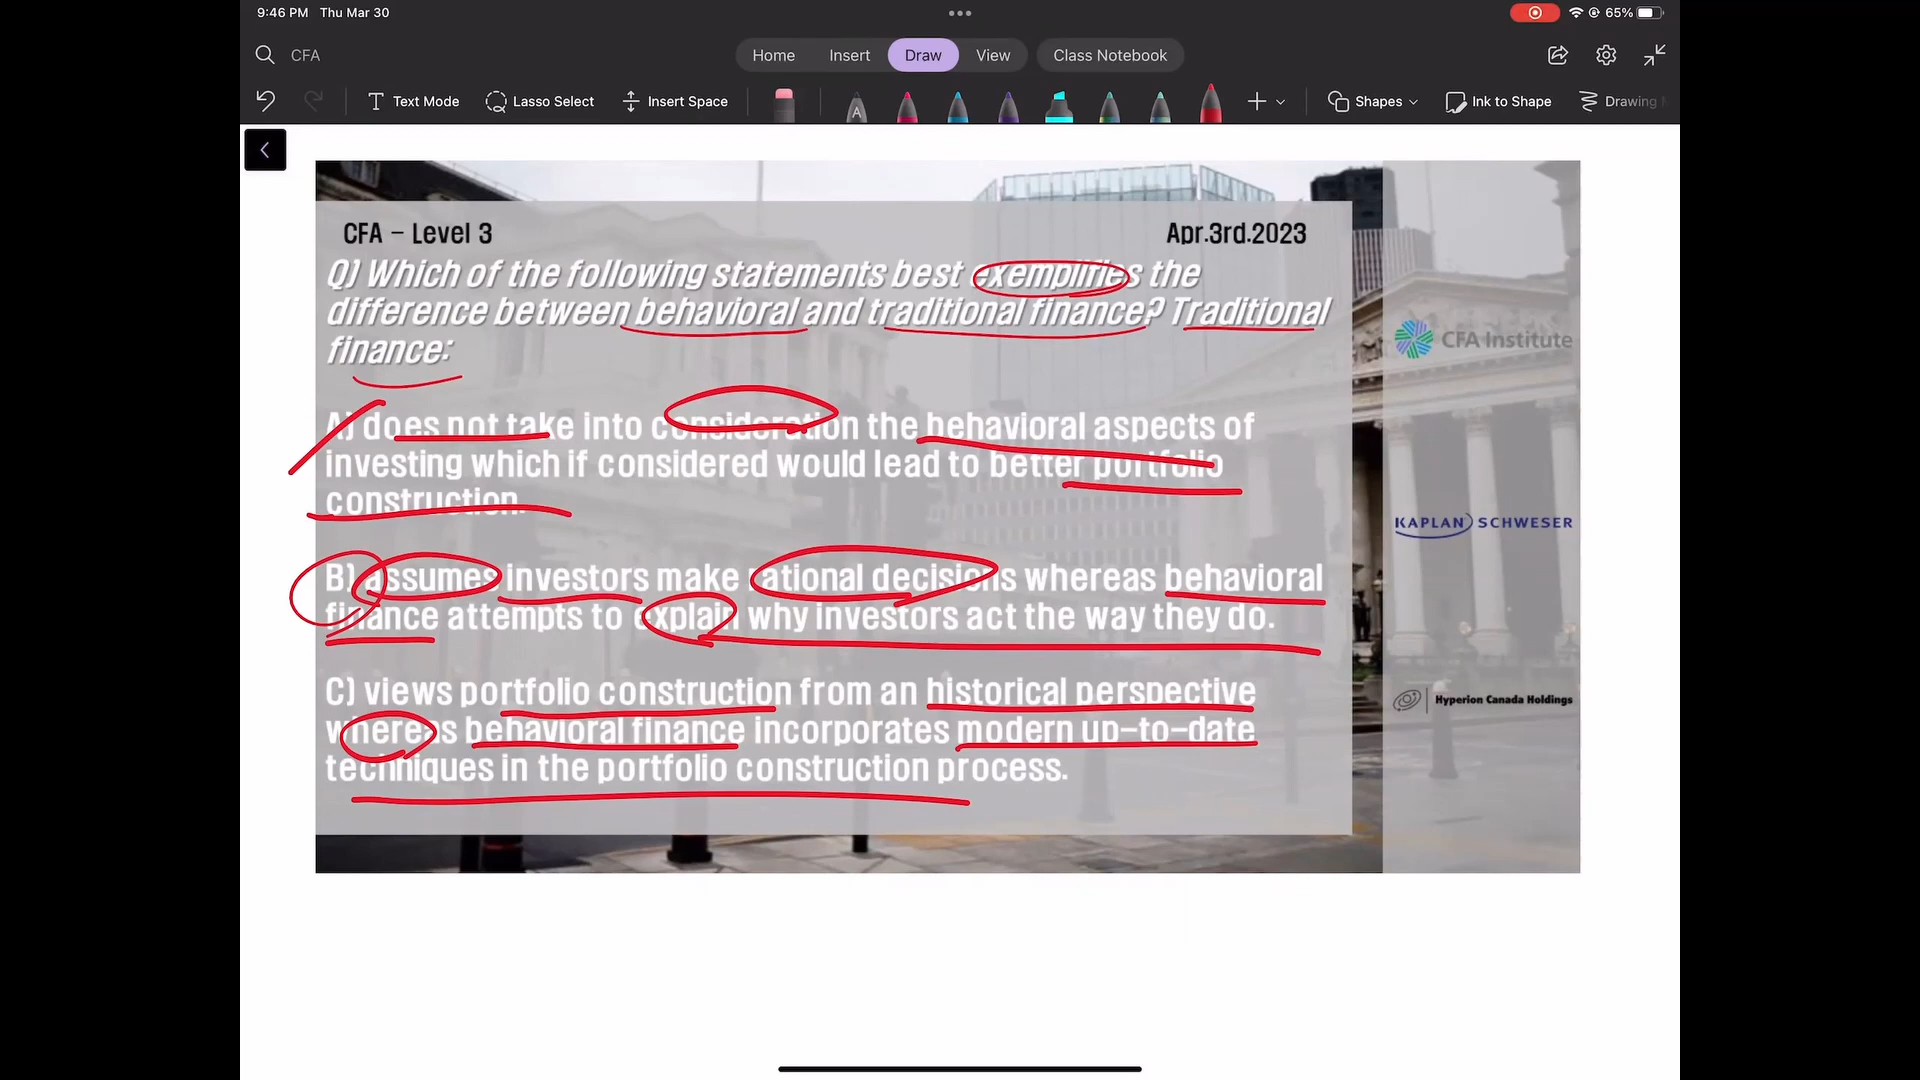 9:46 PM Thu Mar 30
65%
CFA
Home Insert Draw View Class Notebook
Text Mode Lasso Select Insert Space
A
Shapes Ink to Shape Drawing
CFA - Level 3
Apr.3rd.2023
Q) Which of the following statements best exemplifies the
difference between behavioral and traditional finance? Traditional
finance:
A) does not take into consideration the behavioral aspects of
investing which if considered would lead to better portfolio
construction.
B) assumes investors make rational decisions whereas behavioral
finance attempts to explain why investors act the way they do.
C) views portfolio construction from an historical perspective
whereas behavioral finance incorporates modern up-to-date
techniques in the portfolio construction process.
CFA Institute
KAPLAN SCHWESER
Hyperion Canada Holdings